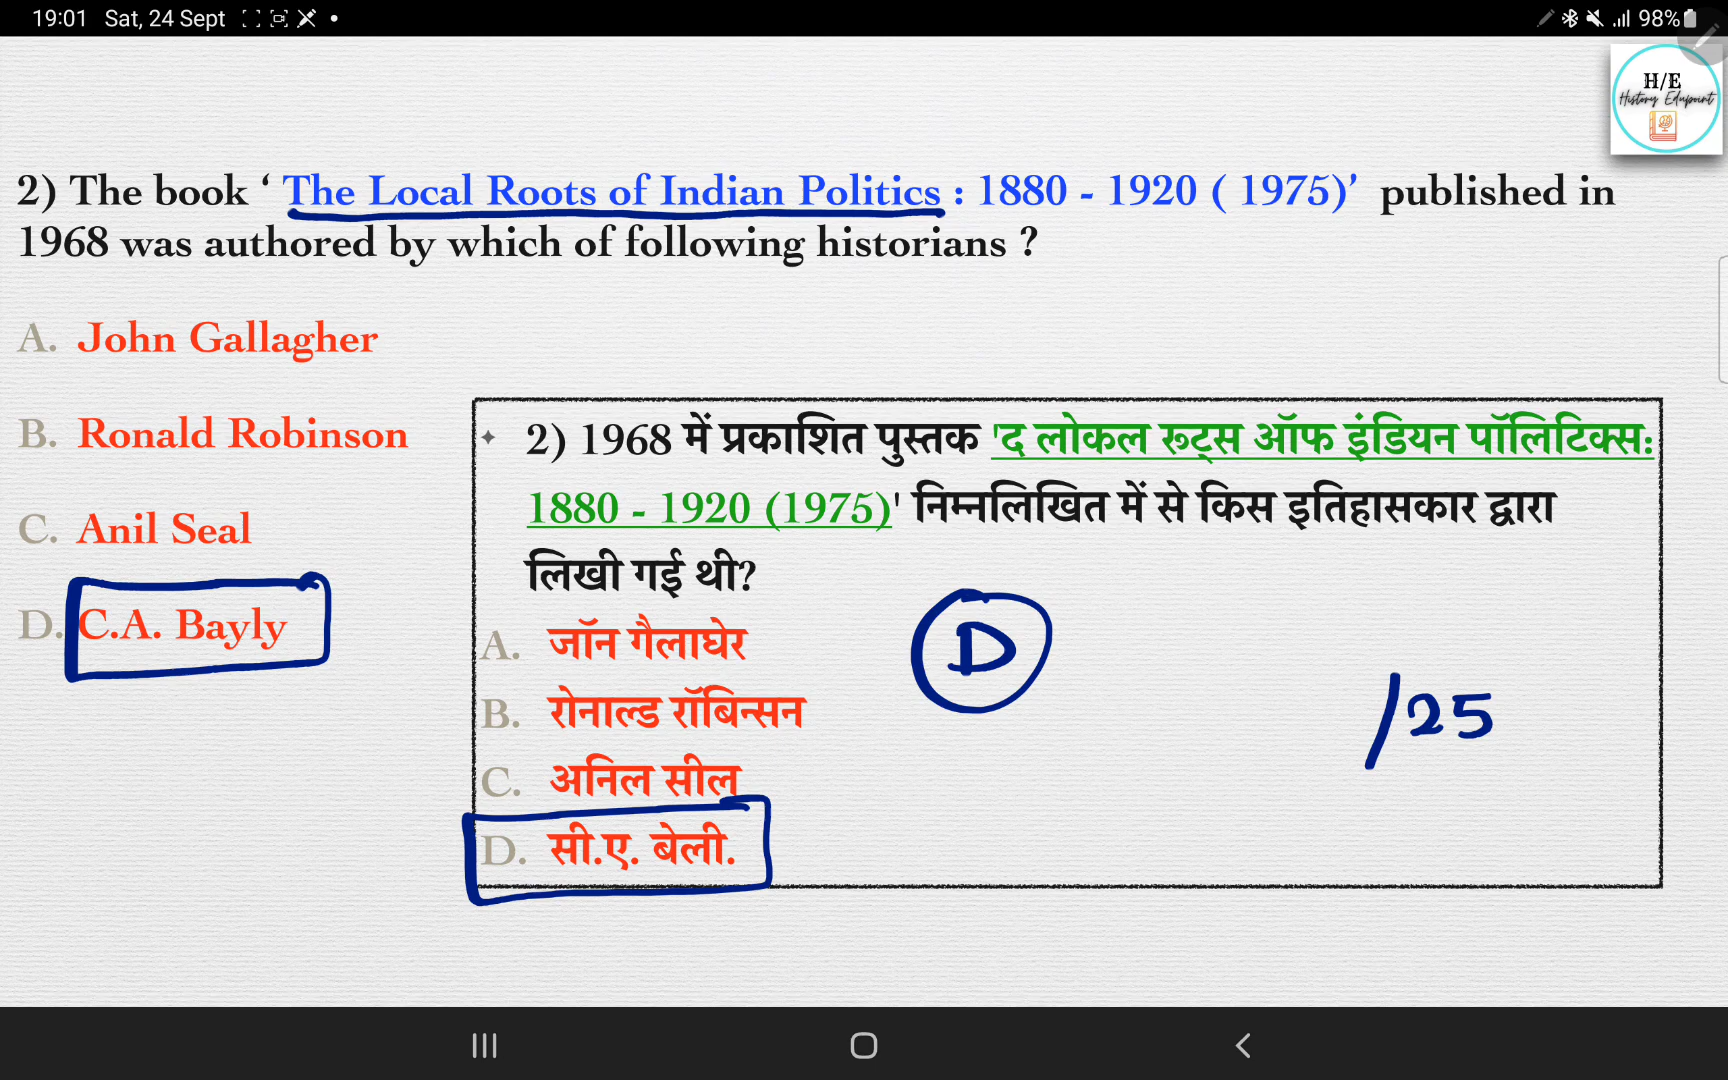 19:01 Sat, 24 Sept
98%
H/E
History Edupoint
2) The book ‘ The Local Roots of Indian Politics : 1880 - 1920 ( 1975)’ published in
1968 was authored by which of following historians ?
A. John Gallagher
B. Ronald Robinson
C. Anil Seal
D. C.A. Bayly
2) 1968 में प्रकाशित पुस्तक 'द लोकल रूट्स ऑफ इंडियन पॉलिटिक्स:
1880 - 1920 (1975)' निम्नलिखित में से किस इतिहासकार द्वारा
लिखी गई थी?
A. जॉन गैलाघेर
B. रोनाल्ड रॉबिन्सन
C. अनिल सील
D. सी.ए. बेली.
D
/25